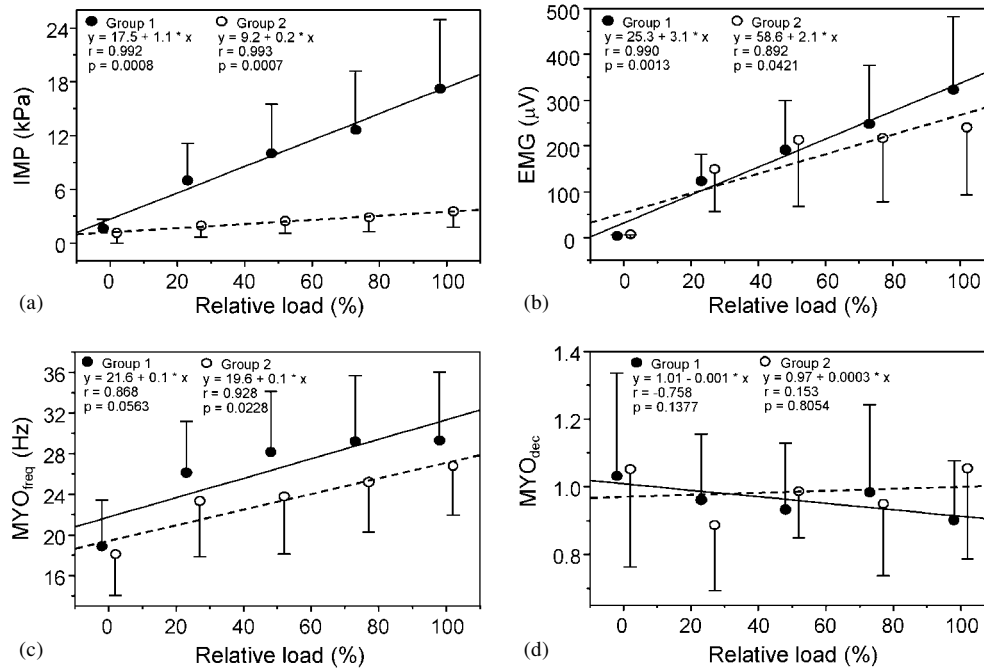 Group 1 Group 2
y = 17.5 + 1.1 * x y = 9.2 + 0.2 * x
r = 0.992 r = 0.993
p = 0.0008 p = 0.0007
30
24
18
12
6
0
IMP (kPa)
0 20 40 60 80 100
Relative load (%)
(a)
Group 1 Group 2
y = 25.3 + 3.1 * x y = 58.6 + 2.1 * x
r = 0.990 r = 0.892
p = 0.0013 p = 0.0421
500
400
300
200
100
0
EMG (µV)
0 20 40 60 80 100
Relative load (%)
(b)
Group 1 Group 2
y = 21.6 + 0.1 * x y = 19.6 + 0.1 * x
r = 0.868 r = 0.928
p = 0.0563 p = 0.0228
36
32
28
24
20
16
MYOfreq (Hz)
0 20 40 60 80 100
Relative load (%)
(c)
Group 1 Group 2
y = 1.01 - 0.001 * x y = 0.97 + 0.0003 * x
r = -0.758 r = 0.153
p = 0.1377 p = 0.8054
1.4
1.2
1.0
0.8
MYOdec
0 20 40 60 80 100
Relative load (%)
(d)